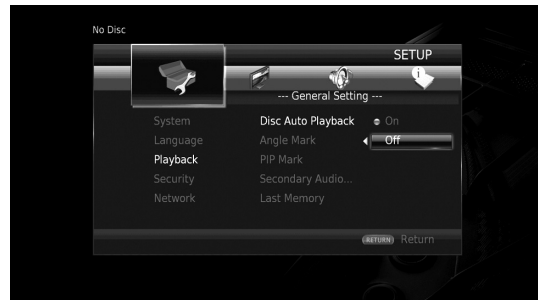 No Disc
SETUP
--- General Setting ---
System Disc Auto Playback On
Language Angle Mark Off
Playback PIP Mark
Security Secondary Audio...
Network Last Memory
RETURN Return